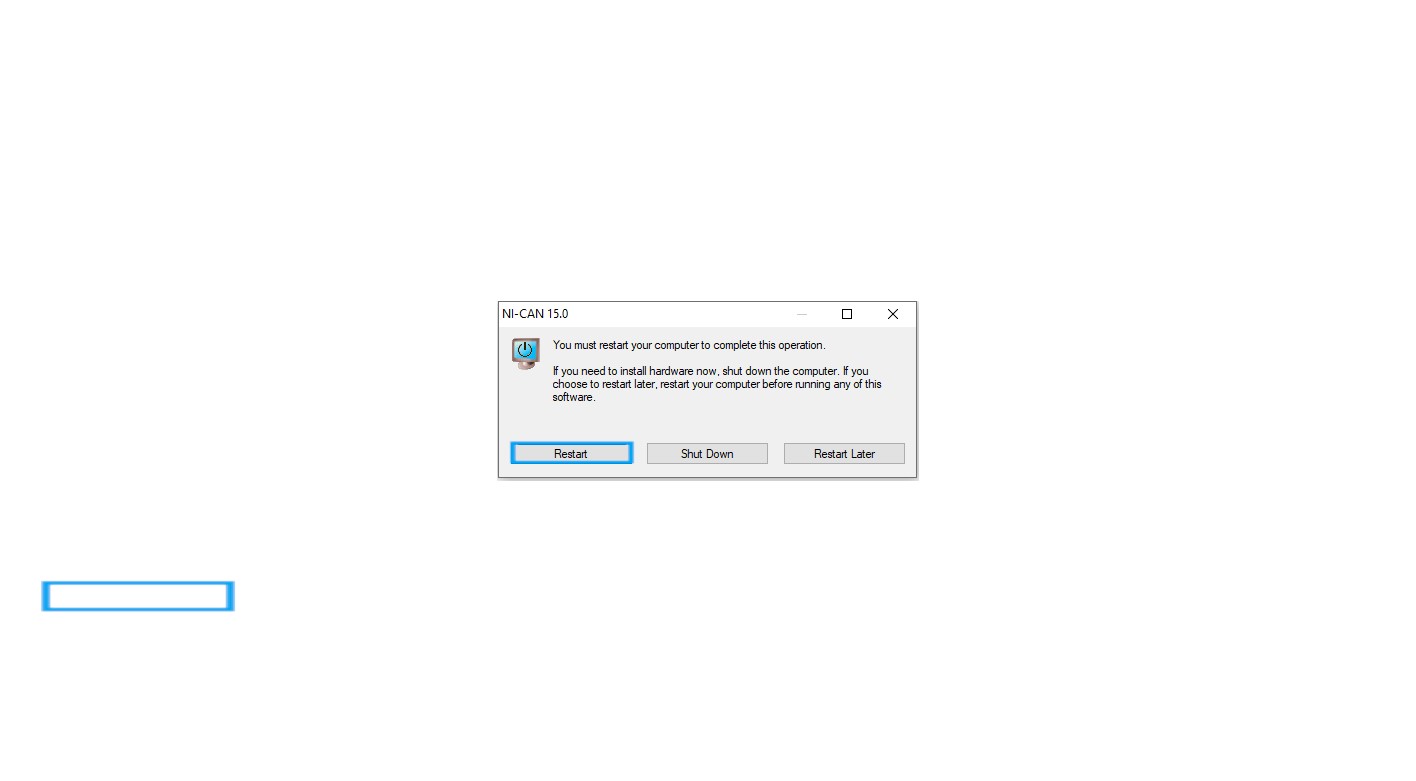 NI-CAN 15.0
You must restart your computer to complete this operation.
If you need to install hardware now, shut down the computer. If you
choose to restart later, restart your computer before running any of this
software.
Restart
Shut Down
Restart Later